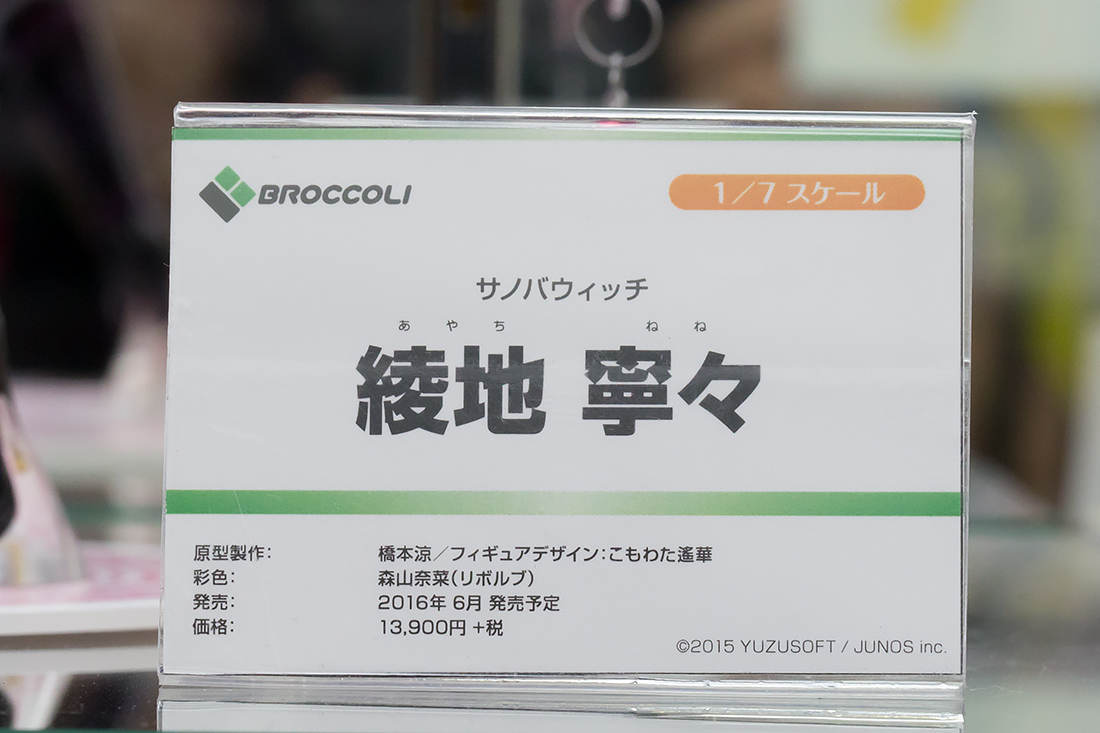 BROCCOLI
1／7 スケール
サノバウィッチ
あやち ねね
綾地 寧々
原型製作： 橋本涼／フィギュアデザイン：こもわた遙華
彩色： 森山奈菜（リボルブ）
発売： 2016年 6月 発売予定
価格： 13,900円 +税
©2015 YUZUSOFT / JUNOS inc.